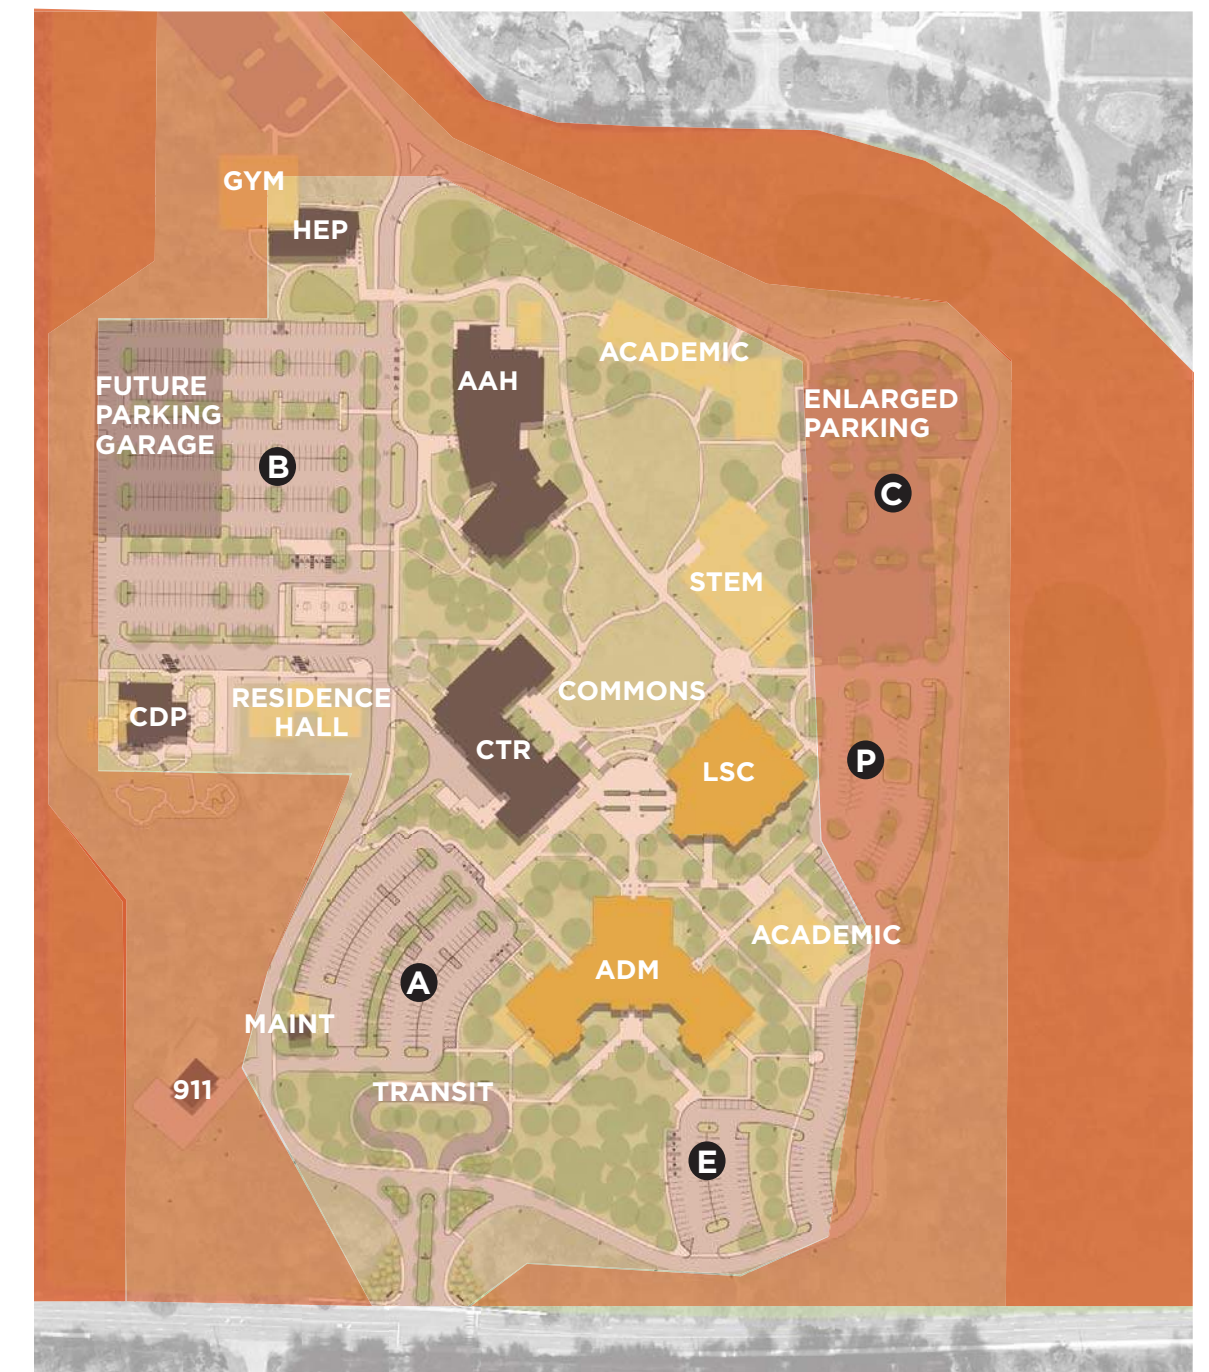 GYM
HEP
ACADEMIC
AAH
FUTURE
PARKING
GARAGE
ENLARGED
PARKING
B
C
STEM
COMMONS
RESIDENCE
HALL
CDP
CTR
LSC
P
ACADEMIC
ADM
A
MAINT
911
TRANSIT
E